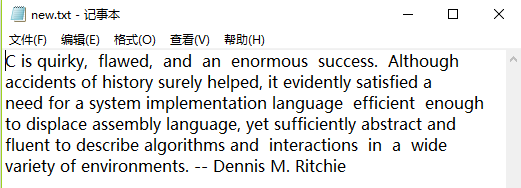 new.txt - 记事本
文件(F) 编辑(E) 格式(O) 查看(V) 帮助(H)
C is quirky,  flawed,  and  an  enormous  success.  Although
accidents of history surely helped, it evidently satisfied a
need for a system implementation language  efficient  enough
to displace assembly language, yet sufficiently abstract and
fluent to describe algorithms and  interactions  in  a  wide
variety of environments. -- Dennis M. Ritchie